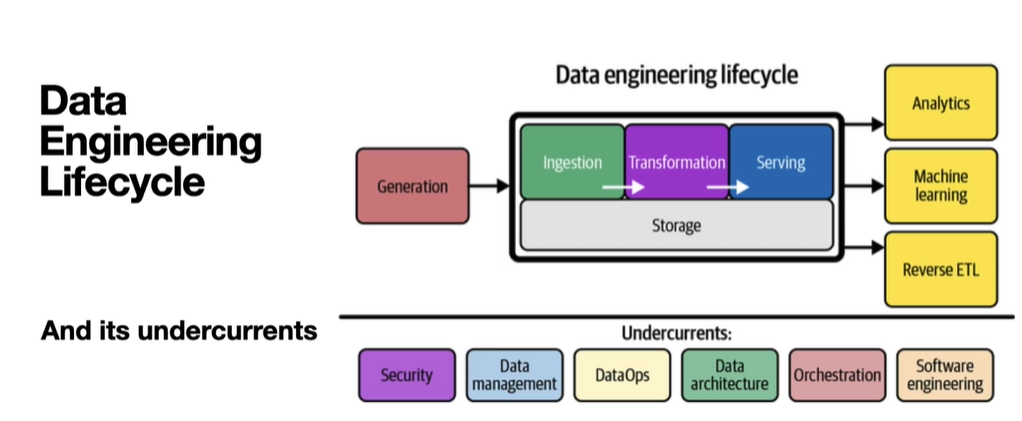 Data
Engineering
Lifecycle
Data engineering lifecycle
Generation
Ingestion
Transformation
Serving
Storage
Analytics
Machine
learning
Reverse ETL
And its undercurrents
Undercurrents:
Security
Data
management
DataOps
Data
architecture
Orchestration
Software
engineering